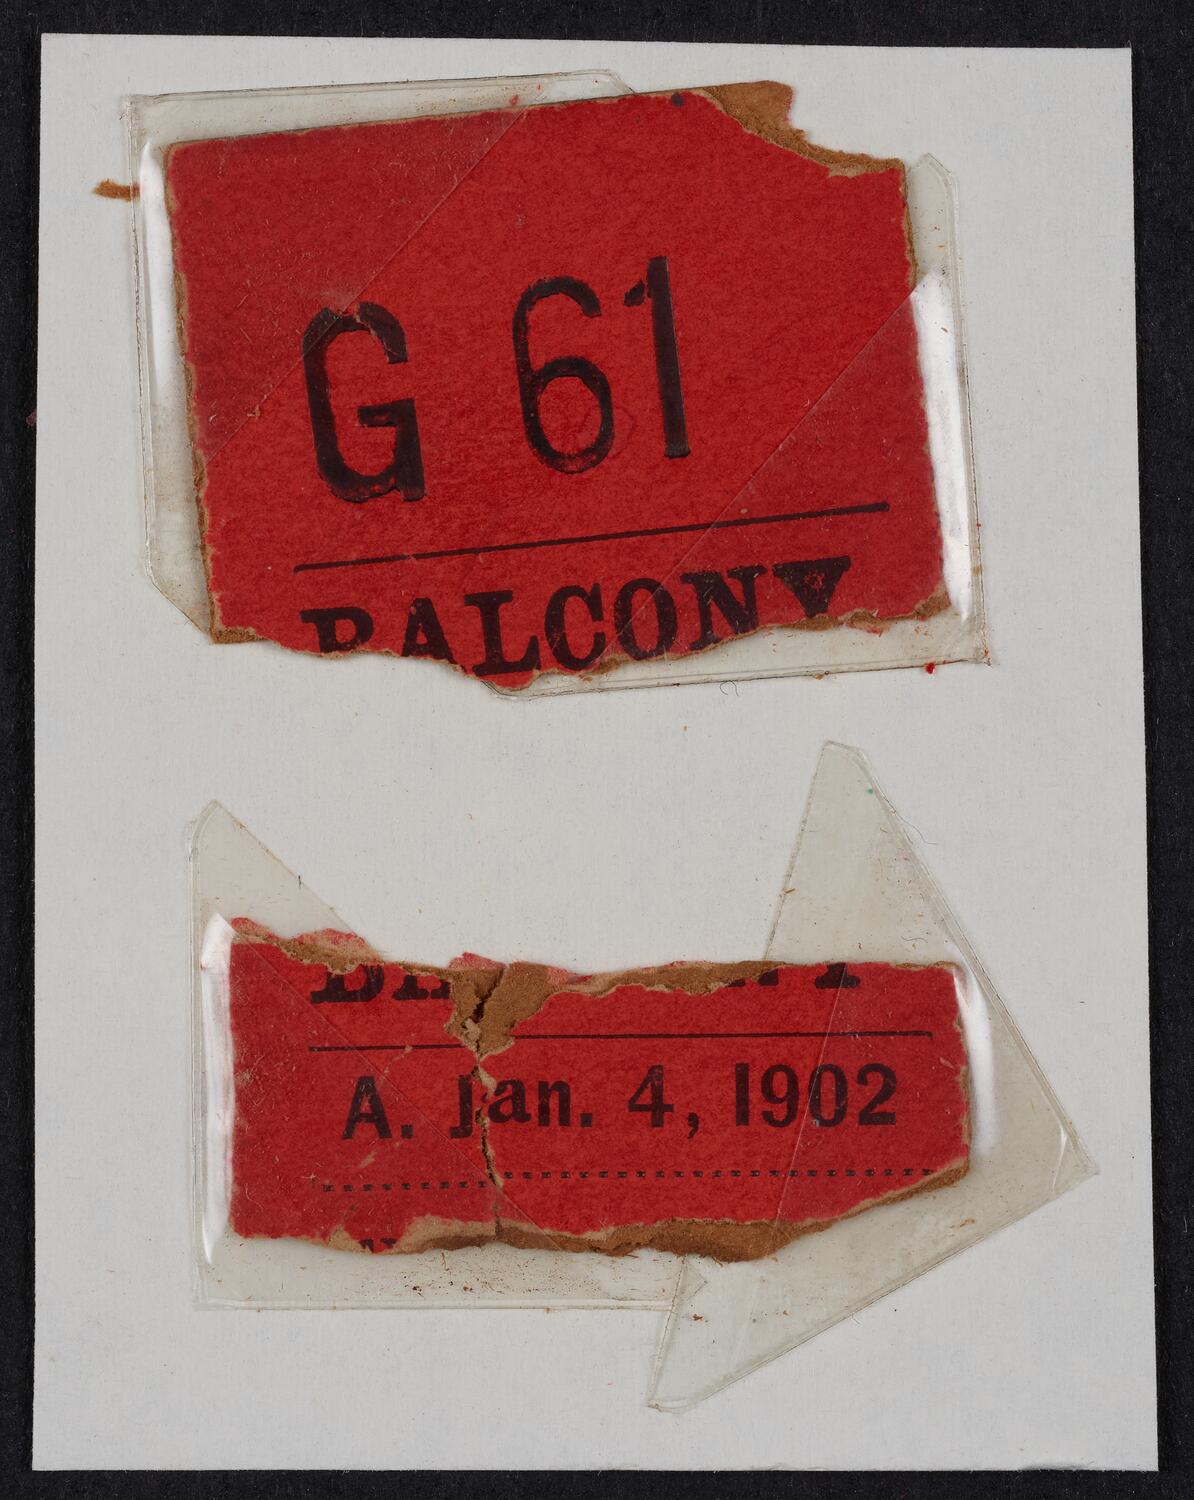 G 61
BALCONY
A. Jan. 4, 1902